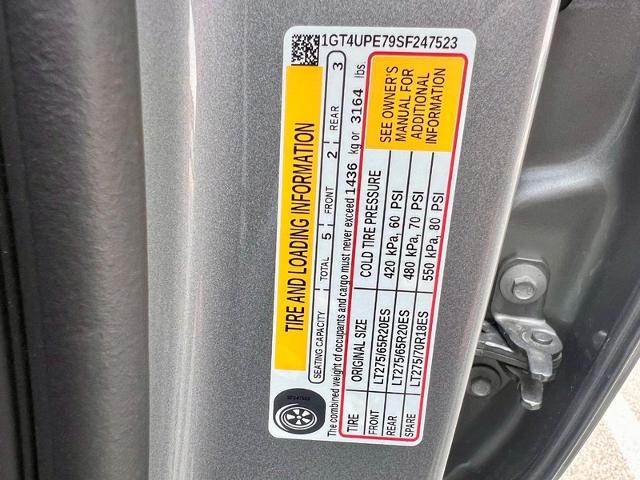 1GT4UPE79SF247523
TIRE AND LOADING INFORMATION
SEATING CAPACITY TOTAL 5 FRONT 2 REAR 3
The combined weight of occupants and cargo must never exceed 1436 kg or 3164 lbs.
TIRE ORIGINAL SIZE COLD TIRE PRESSURE
FRONT LT275/65R20ES 420 kPa, 60 PSI
REAR LT275/65R20ES 480 kPa, 70 PSI
SPARE LT275/70R18ES 550 kPa, 80 PSI
SEE OWNER'S
MANUAL FOR
ADDITIONAL
INFORMATION